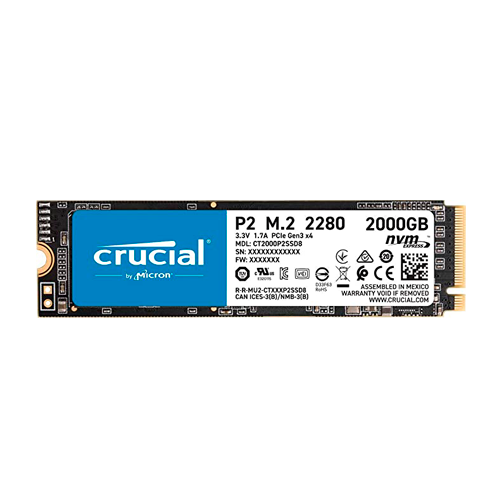 crucial
by Micron
P2 M.2 2280 2000GB
3.3V 1.7A PCIe Gen3 x4
nvm
EXPRESS
MDL: CT2000P2SSD8
SN: XXXXXXXXXXXXX
FW: XXXXXXX
20
D33F63
RoHS
R-R-MU2-CTXXXP2SSD8
CAN ICES-3(B)/NMB-3(B)
ASSEMBLED IN MEXICO
WARRANTY VOID IF REMOVED
WWW.CRUCIAL.COM